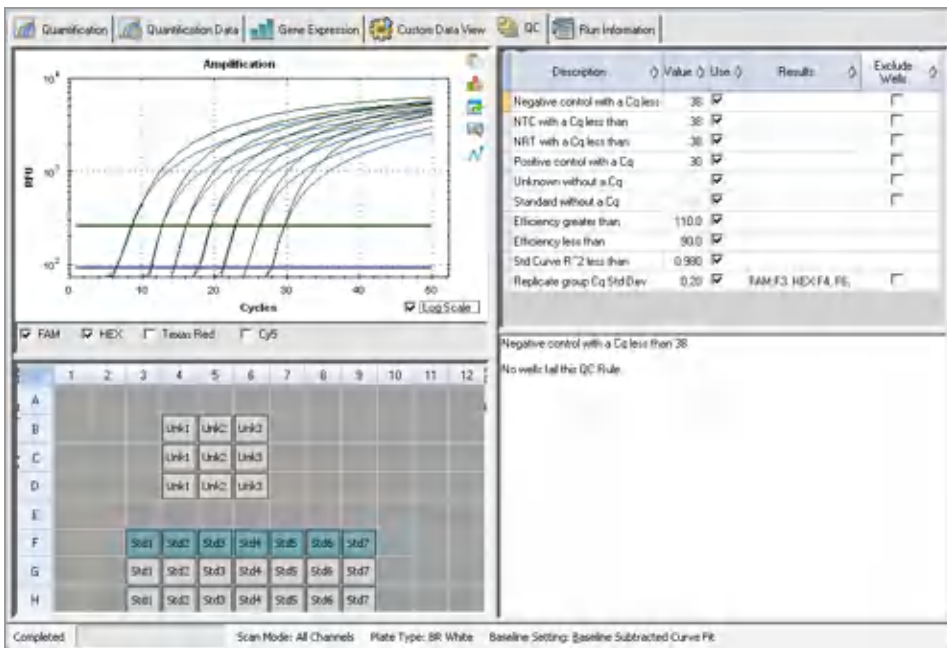 Quantification Quantification Data Gene Expression Custom Data View QC Run Information
Amplification
10^4
10^3
10^2
RFU
0 10 20 30 40 50
Cycles
Log Scale
FAM HEX Texas Red Cy5
1 2 3 4 5 6 7 8 9 10 11 12
A
B Unk1 Unk2 Unk3
C Unk1 Unk2 Unk3
D Unk1 Unk2 Unk3
E
F Std1 Std2 Std3 Std4 Std5 Std6 Std7
G Std1 Std2 Std3 Std4 Std5 Std6 Std7
H Std1 Std2 Std3 Std4 Std5 Std6 Std7
Description Value Use Results Exclude Wells
Negative control with a Cq less 38
NTC with a Cq less than 38
NRT with a Cq less than 38
Positive control with a Cq 30
Unknown without a Cq
Standard without a Cq
Efficiency greater than 110.0
Efficiency less than 90.0
Std Curve R^2 less than 0.980
Replicate group Cq Std Dev 0.20 FAM:F3, HEX:F4, F6,
Negative control with a Cq less than 38
No wells fail this QC Rule.
Completed Scan Mode: All Channels Plate Type: BR White Baseline Setting: Baseline Subtracted Curve Fit